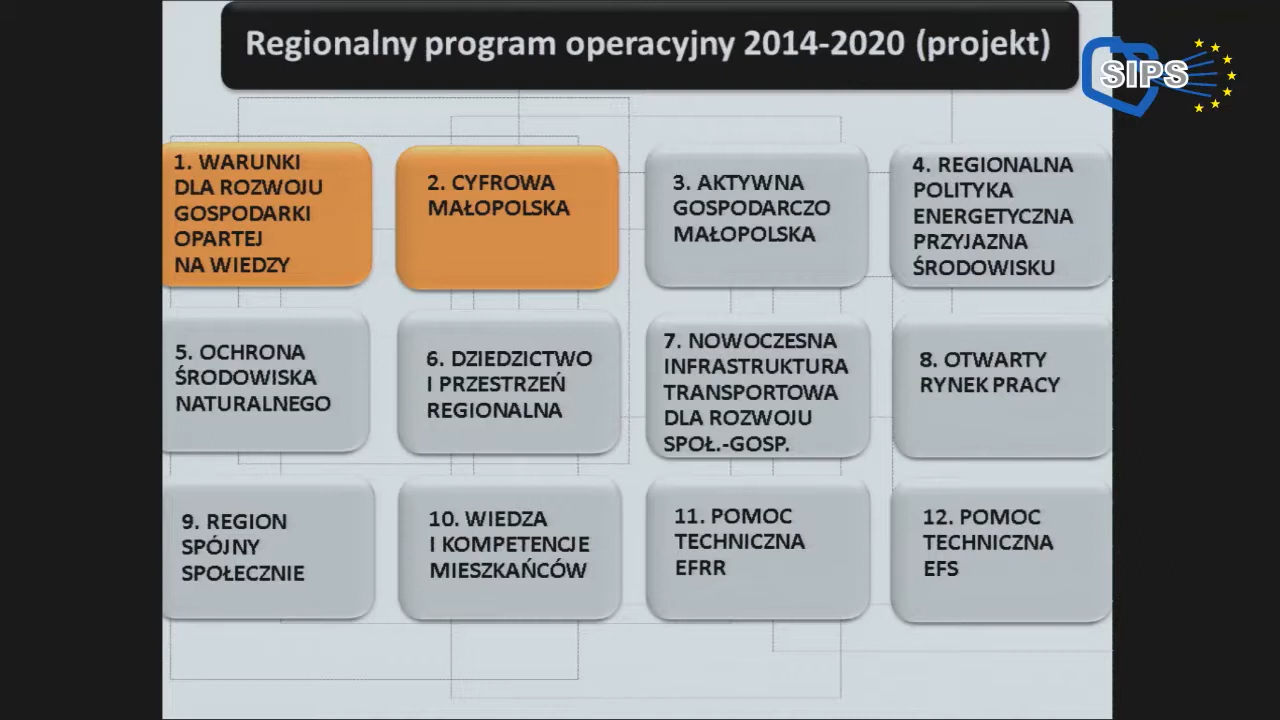 Regionalny program operacyjny 2014-2020 (projekt)
SIPS
1. WARUNKI
DLA ROZWOJU
GOSPODARKI
OPARTEJ
NA WIEDZY
2. CYFROWA
MAŁOPOLSKA
3. AKTYWNA
GOSPODARCZO
MAŁOPOLSKA
4. REGIONALNA
POLITYKA
ENERGETYCZNA
PRZYJAZNA
ŚRODOWISKU
5. OCHRONA
ŚRODOWISKA
NATURALNEGO
6. DZIEDZICTWO
I PRZESTRZEŃ
REGIONALNA
7. NOWOCZESNA
INFRASTRUKTURA
TRANSPORTOWA
DLA ROZWOJU
SPOŁ.-GOSP.
8. OTWARTY
RYNEK PRACY
9. REGION
SPÓJNY
SPOŁECZNIE
10. WIEDZA
I KOMPETENCJE
MIESZKAŃCÓW
11. POMOC
TECHNICZNA
EFRR
12. POMOC
TECHNICZNA
EFS